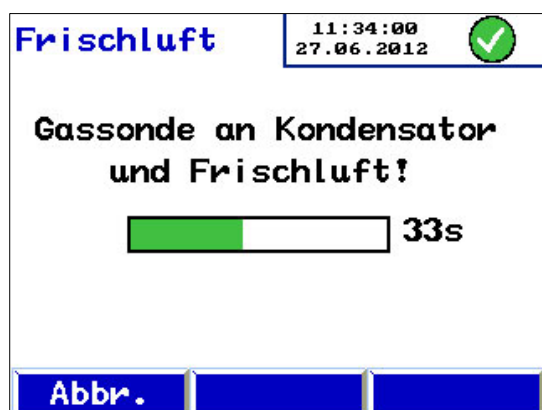 Frischluft
11:34:00
27.06.2012
Gassonde an Kondensator
und Frischluft!
33s
Abbr.